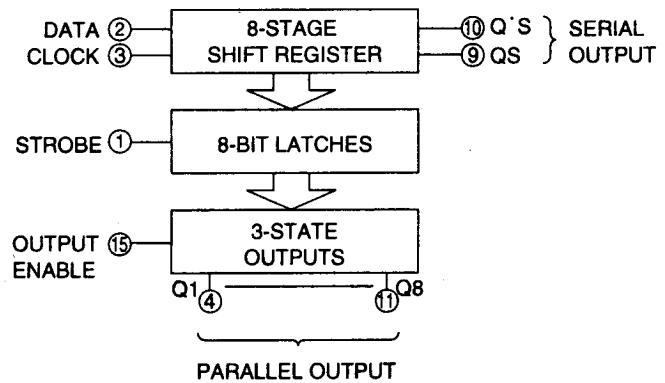 DATA ② 8-STAGE ⑩ Q'S SERIAL
CLOCK ③ SHIFT REGISTER ⑨ QS OUTPUT
STROBE ① 8-BIT LATCHES
3-STATE
OUTPUT ⑮ OUTPUTS
ENABLE
Q1 ④ ⑪ Q8
PARALLEL OUTPUT